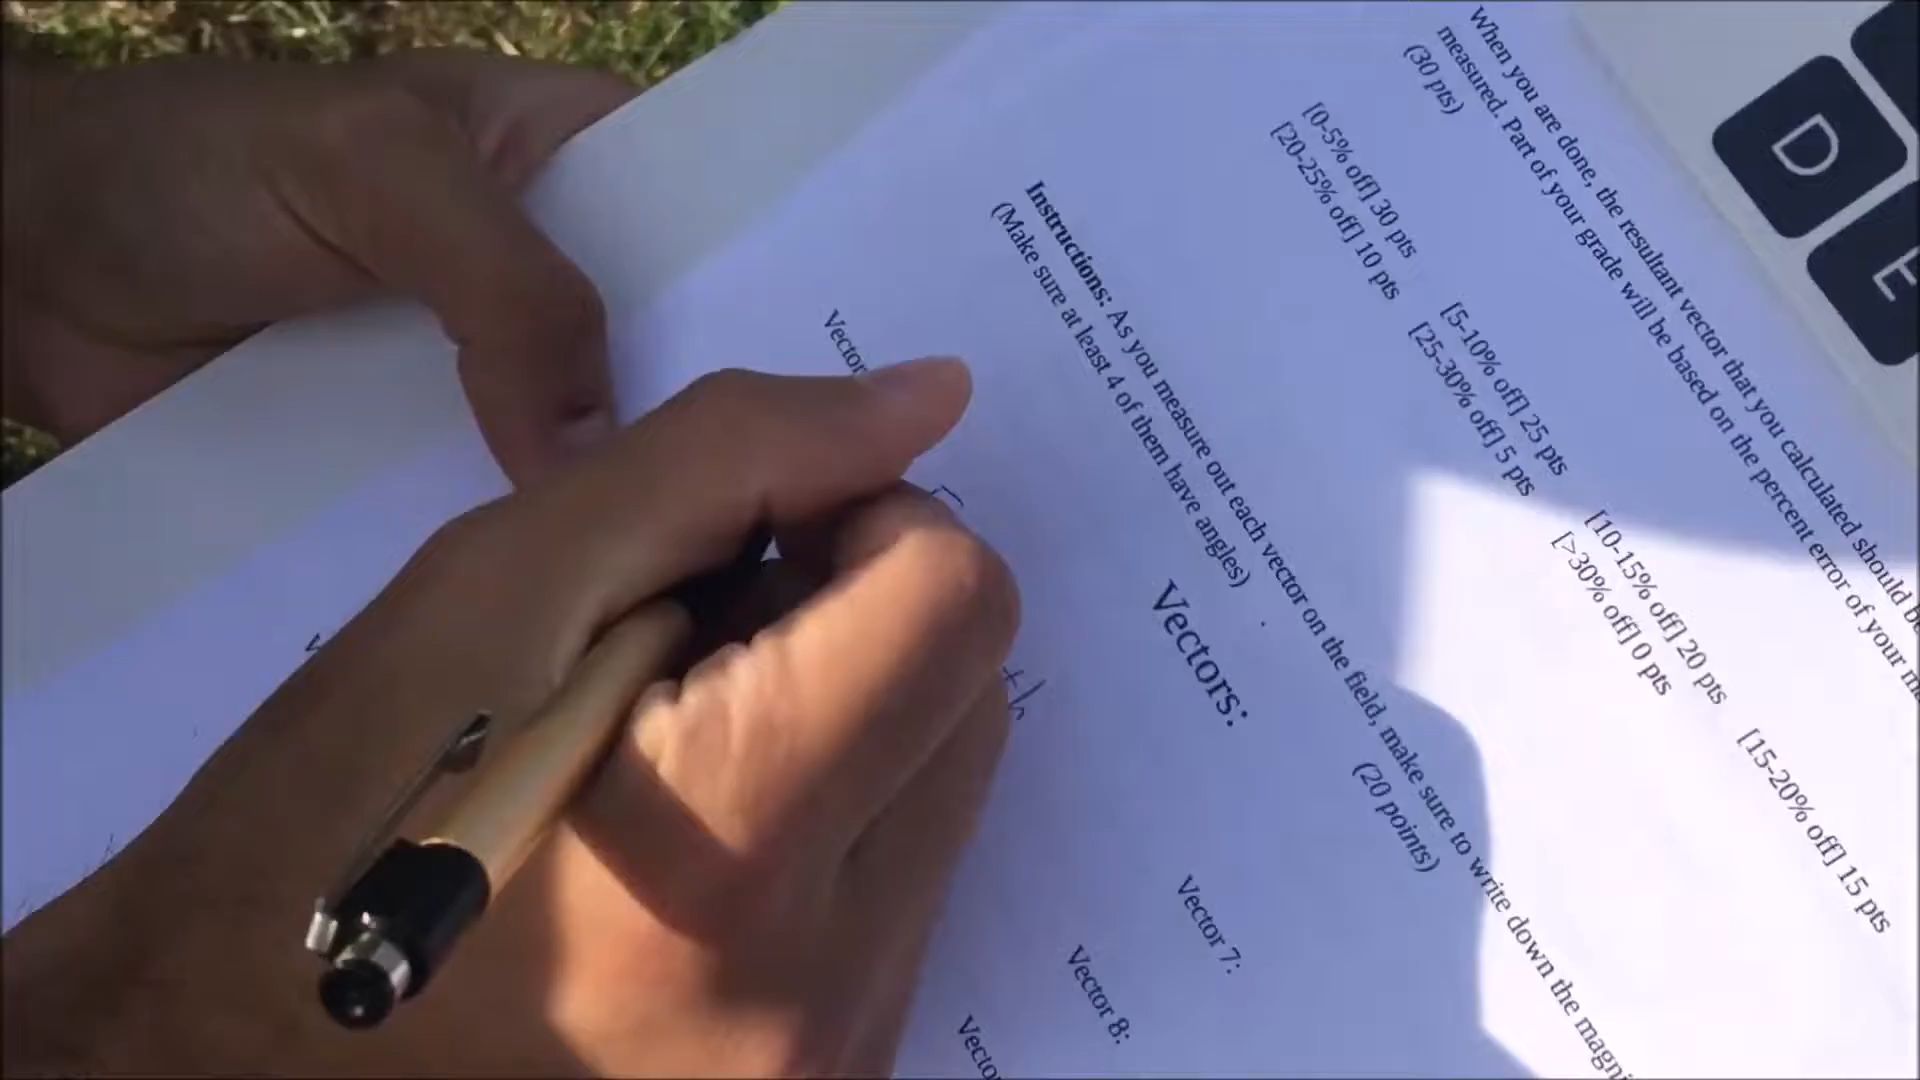 When you are done, the resultant vector that you calculated should
measured. Part of your grade will be based on the percent error of your
(30 pts)
[0-5% off] 30 pts [5-10% off] 25 pts [10-15% off] 20 pts [15-20% off] 15 pts
[20-25% off] 10 pts [25-30% off] 5 pts [>30% off] 0 pts
Instructions: As you measure out each vector on the field, make sure to write down the
(Make sure at least 4 of them have angles) (20 points)
Vectors:
Vector 7:
Vector 8:
D
E